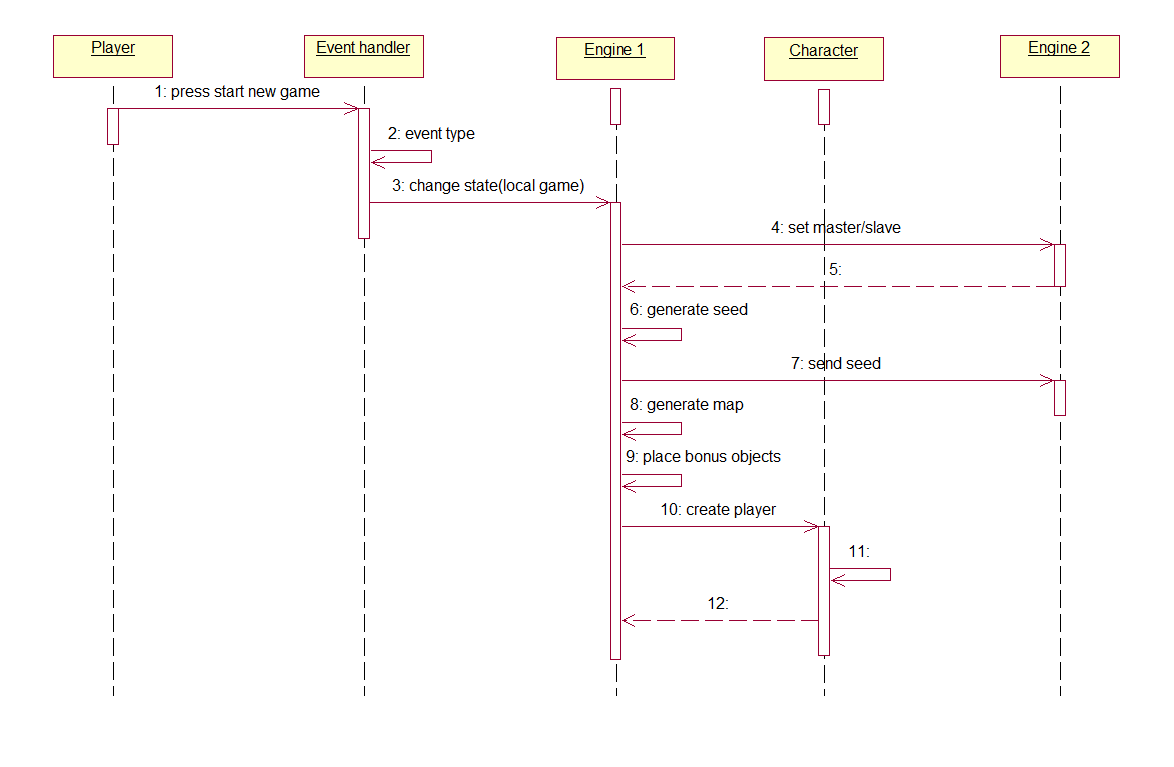 Player
Event handler
Engine 1
Character
Engine 2
1: press start new game
2: event type
3: change state(local game)
4: set master/slave
5:
6: generate seed
7: send seed
8: generate map
9: place bonus objects
10: create player
11:
12: